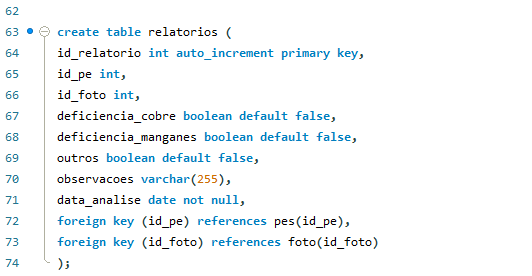 62
63 create table relatorios (
64 id_relatorio int auto_increment primary key,
65 id_pe int,
66 id_foto int,
67 deficiencia_cobre boolean default false,
68 deficiencia_manganes boolean default false,
69 outros boolean default false,
70 observacoes varchar(255),
71 data_analise date not null,
72 foreign key (id_pe) references pes(id_pe),
73 foreign key (id_foto) references foto(id_foto)
74 );